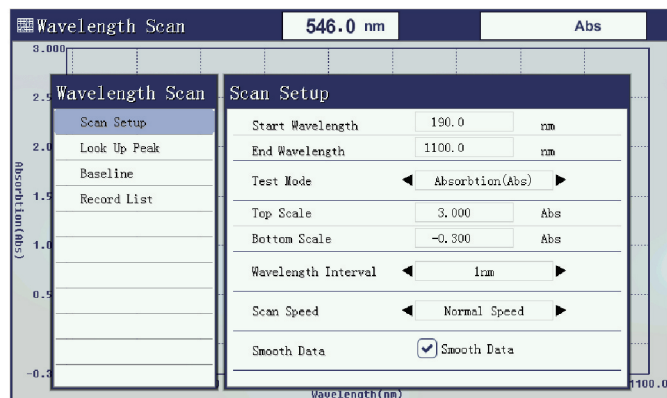 Wavelength Scan 546.0 nm Abs
3.000
2.5
2.0
1.5
1.0
0.5
-0.3
Absorbtion(Abs)
Wavelength Scan
Scan Setup
Look Up Peak
Baseline
Record List
Scan Setup
Start Wavelength 190.0 nm
End Wavelength 1100.0 nm
Test Mode Absorbtion(Abs)
Top Scale 3.000 Abs
Bottom Scale -0.300 Abs
Wavelength Interval 1nm
Scan Speed Normal Speed
Smooth Data Smooth Data
1100.0
Wavelength(nm)